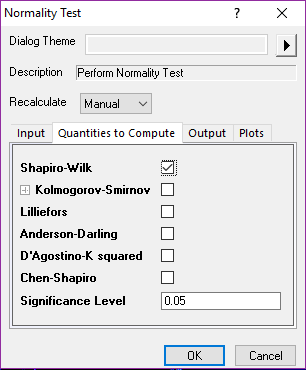 Normality Test ? ×
Dialog Theme
Description Perform Normality Test
Recalculate Manual
Input Quantities to Compute Output Plots
Shapiro-Wilk
Kolmogorov-Smirnov
Lilliefors
Anderson-Darling
D'Agostino-K squared
Chen-Shapiro
Significance Level 0.05
OK Cancel